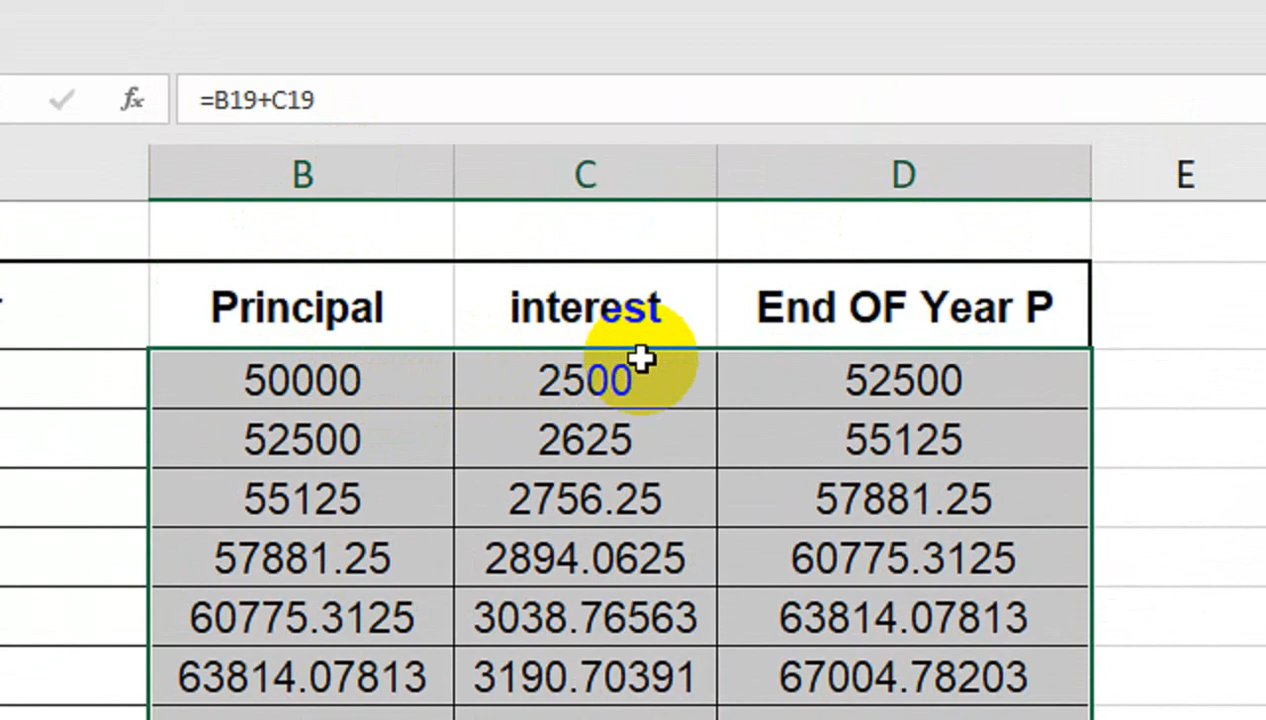 fx =B19+C19
B C D E
Principal interest End OF Year P
50000 2500 52500
52500 2625 55125
55125 2756.25 57881.25
57881.25 2894.0625 60775.3125
60775.3125 3038.76563 63814.07813
63814.07813 3190.70391 67004.78203